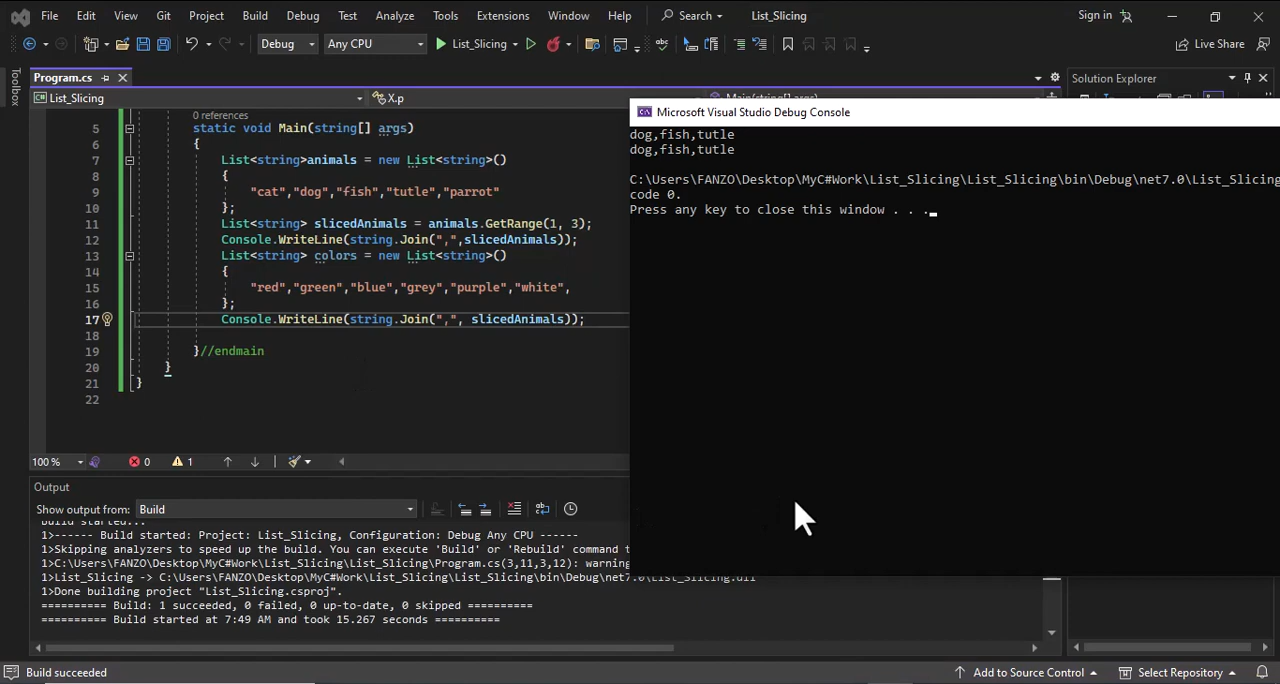 File Edit View Git Project Build Debug Test Analyze Tools Extensions Window Help Search List_Slicing Sign in
Debug Any CPU List_Slicing Live Share
Toolbox
Program.cs Solution Explorer
List_Slicing X.p Main(string[] args)
0 references
5 static void Main(string[] args)
6 {
7 List<string>animals = new List<string>()
8 {
9 "cat","dog","fish","tutle","parrot"
10 };
11 List<string> slicedAnimals = animals.GetRange(1, 3);
12 Console.WriteLine(string.Join(",",slicedAnimals));
13 List<string> colors = new List<string>()
14 {
15 "red","green","blue","grey","purple","white",
16 };
17 Console.WriteLine(string.Join(",", slicedAnimals));
18
19 }//endmain
20 }
21 }
22
Microsoft Visual Studio Debug Console
dog,fish,tutle
dog,fish,tutle
C:\Users\FANZO\Desktop\MyC#Work\List_Slicing\List_Slicing\bin\Debug\net7.0\List_Slicing
code 0.
Press any key to close this window . . .
100 % 0 1
Output
Show output from: Build
Build started...
1>------ Build started: Project: List_Slicing, Configuration: Debug Any CPU ------
1>Skipping analyzers to speed up the build. You can execute 'Build' or 'Rebuild' command t
1>C:\Users\FANZO\Desktop\MyC#Work\List_Slicing\List_Slicing\Program.cs(3,11,3,12): warning
1>List_Slicing -> C:\Users\FANZO\Desktop\MyC#Work\List_Slicing\List_Slicing\bin\Debug\net7.0\List_Slicing.dll
1>Done building project "List_Slicing.csproj".
========== Build: 1 succeeded, 0 failed, 0 up-to-date, 0 skipped ==========
========== Build started at 7:49 AM and took 15.267 seconds ==========
Build succeeded Add to Source Control Select Repository